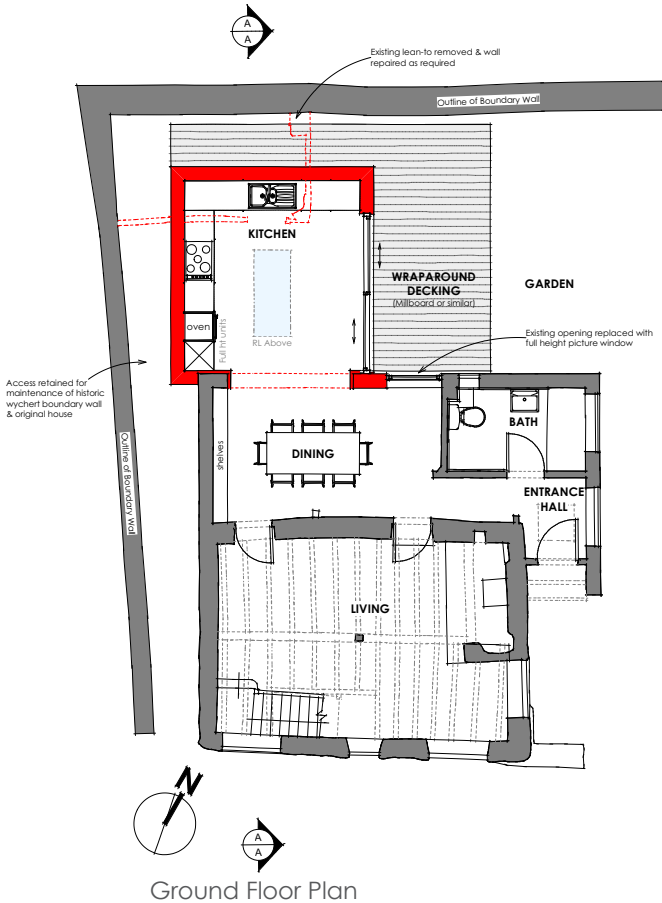 A
A
Existing lean-to removed & wall
repaired as required
Outline of Boundary Wall
KITCHEN
WRAPAROUND
DECKING
(Millboard or similar)
GARDEN
oven
Full ht units
RL Above
Existing opening replaced with
full height picture window
Access retained for
maintenance of historic
wychert boundary wall
& original house
Outline of Boundary Wall
shelves
DINING
BATH
ENTRANCE
HALL
LIVING
N
A
A
Ground Floor Plan